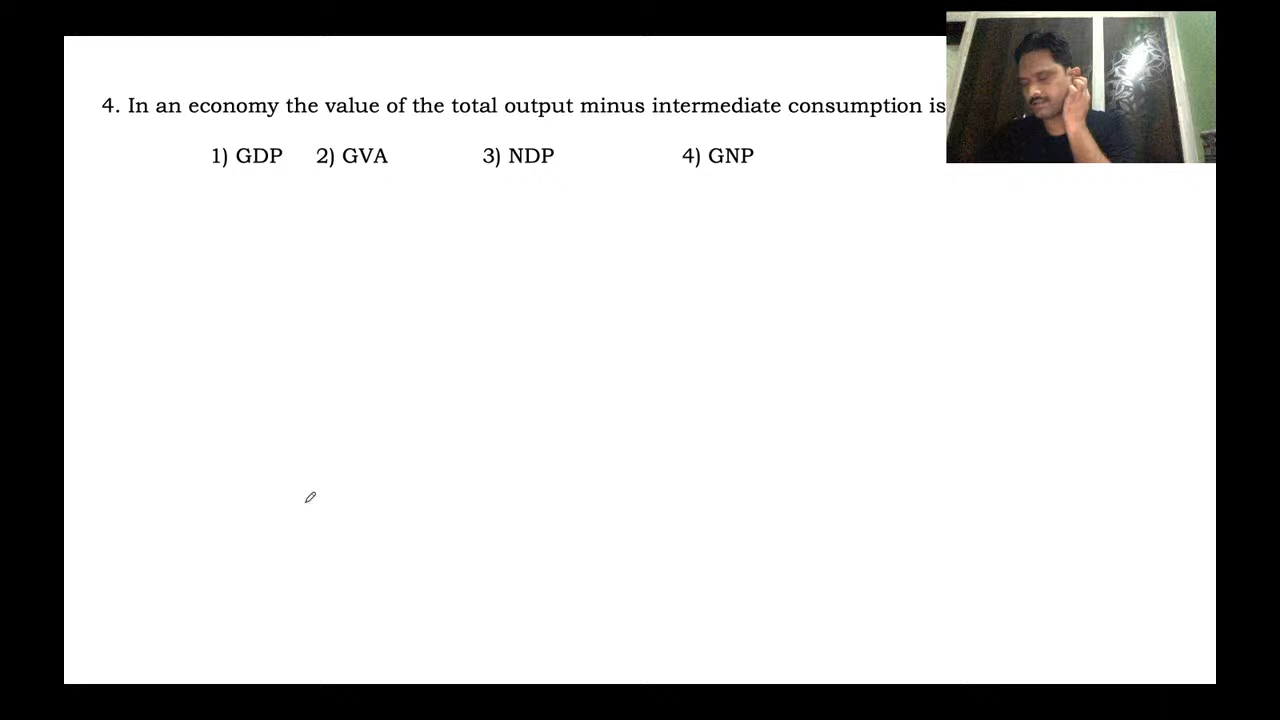 4. In an economy the value of the total output minus intermediate consumption is
1) GDP 2) GVA 3) NDP 4) GNP